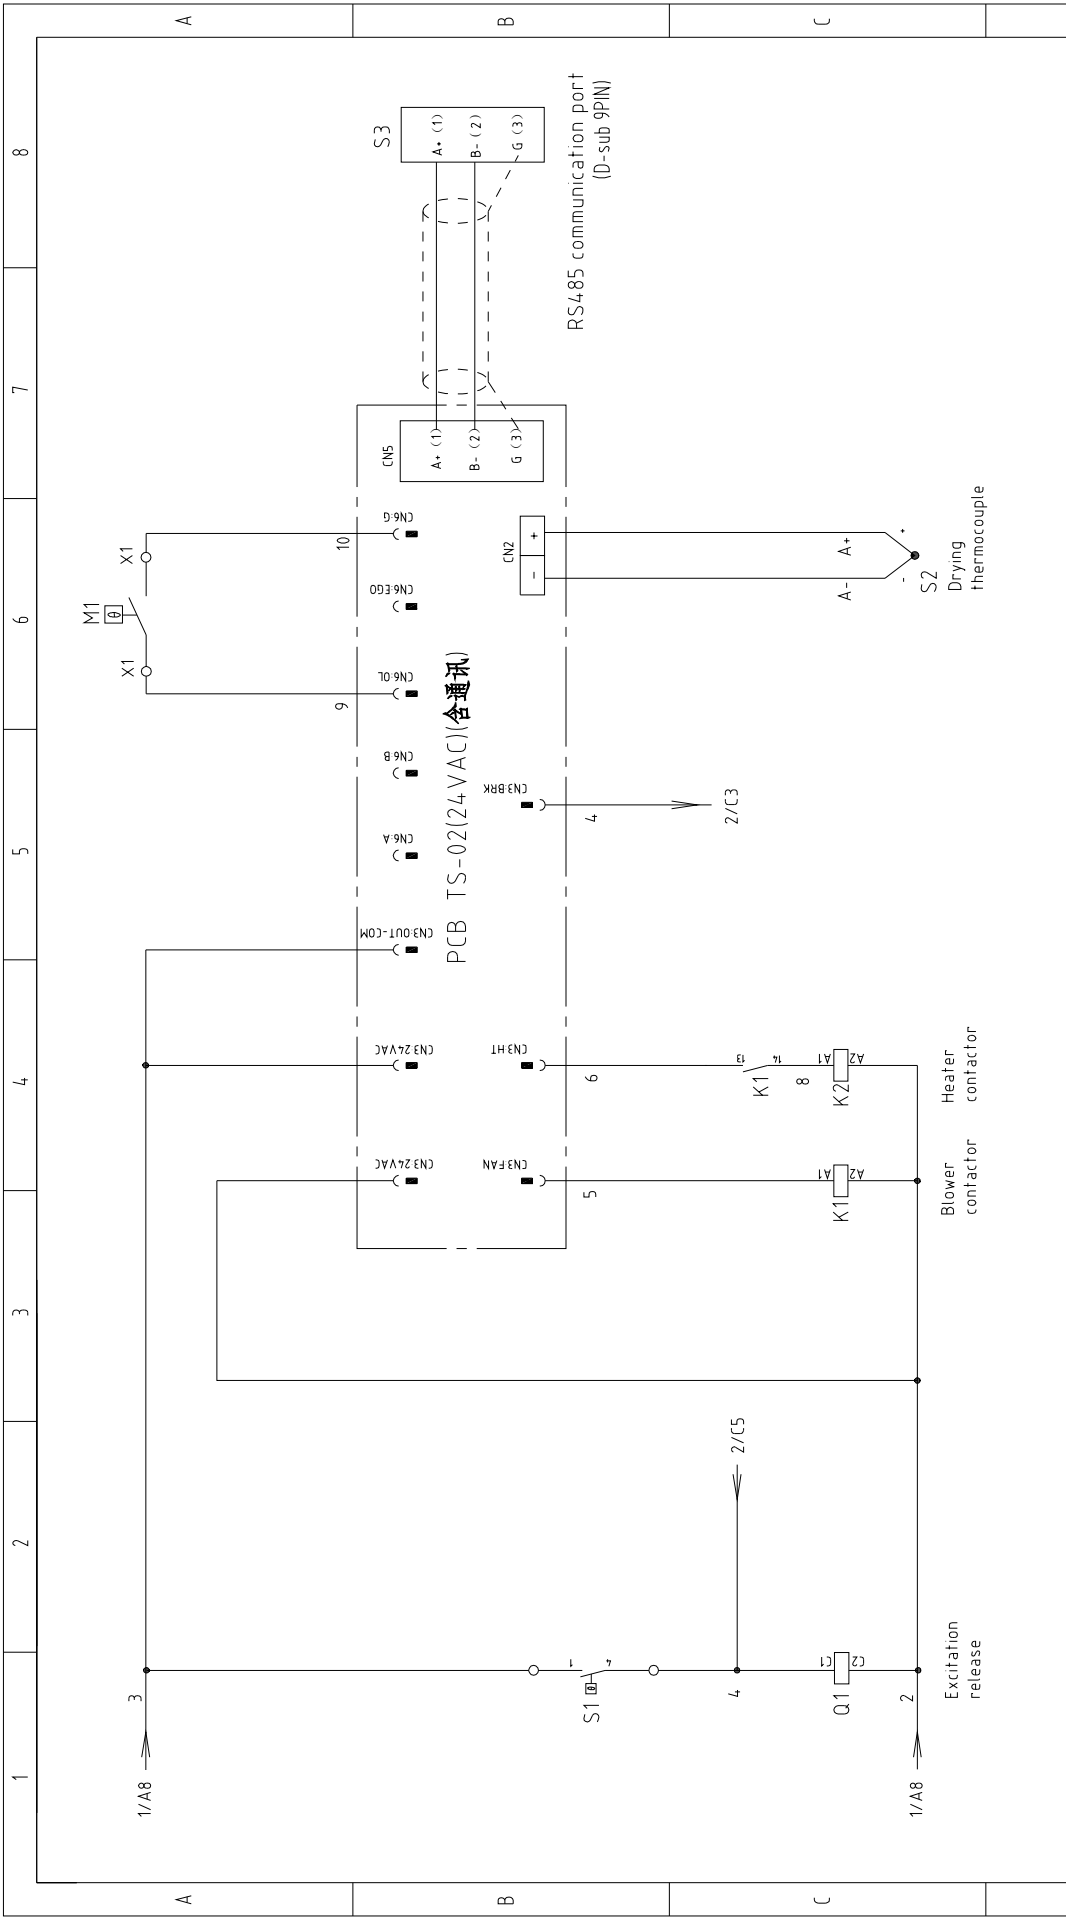 1
2
3
4
5
6
7
8
A
A
B
B
C
C
1/A8
3
M1
θ
X1
X1
9
10
CN3:24VAC
CN3:24VAC
CN3:OUT-COM
CN6:A
CN6:B
CN6:OL
CN6:EGO
CN6:G
PCB TS-02(24VAC)(含通讯)
CN3:FAN
CN3:HT
CN3:BRK
CN2
-
+
CN5
A+ (1)
B- (2)
G (3)
S3
A+ (1)
B- (2)
G (3)
RS485 communication port
(D-sub 9PIN)
5
6
4
2/C3
S1
θ
1
4
4
2/C5
Q1
C1
C2
K1
A1
A2
K1
13
14
8
K2
A1
A2
A-
A+
-
+
S2
Drying
thermocouple
1/A8
2
Excitation
release
Blower
contactor
Heater
contactor